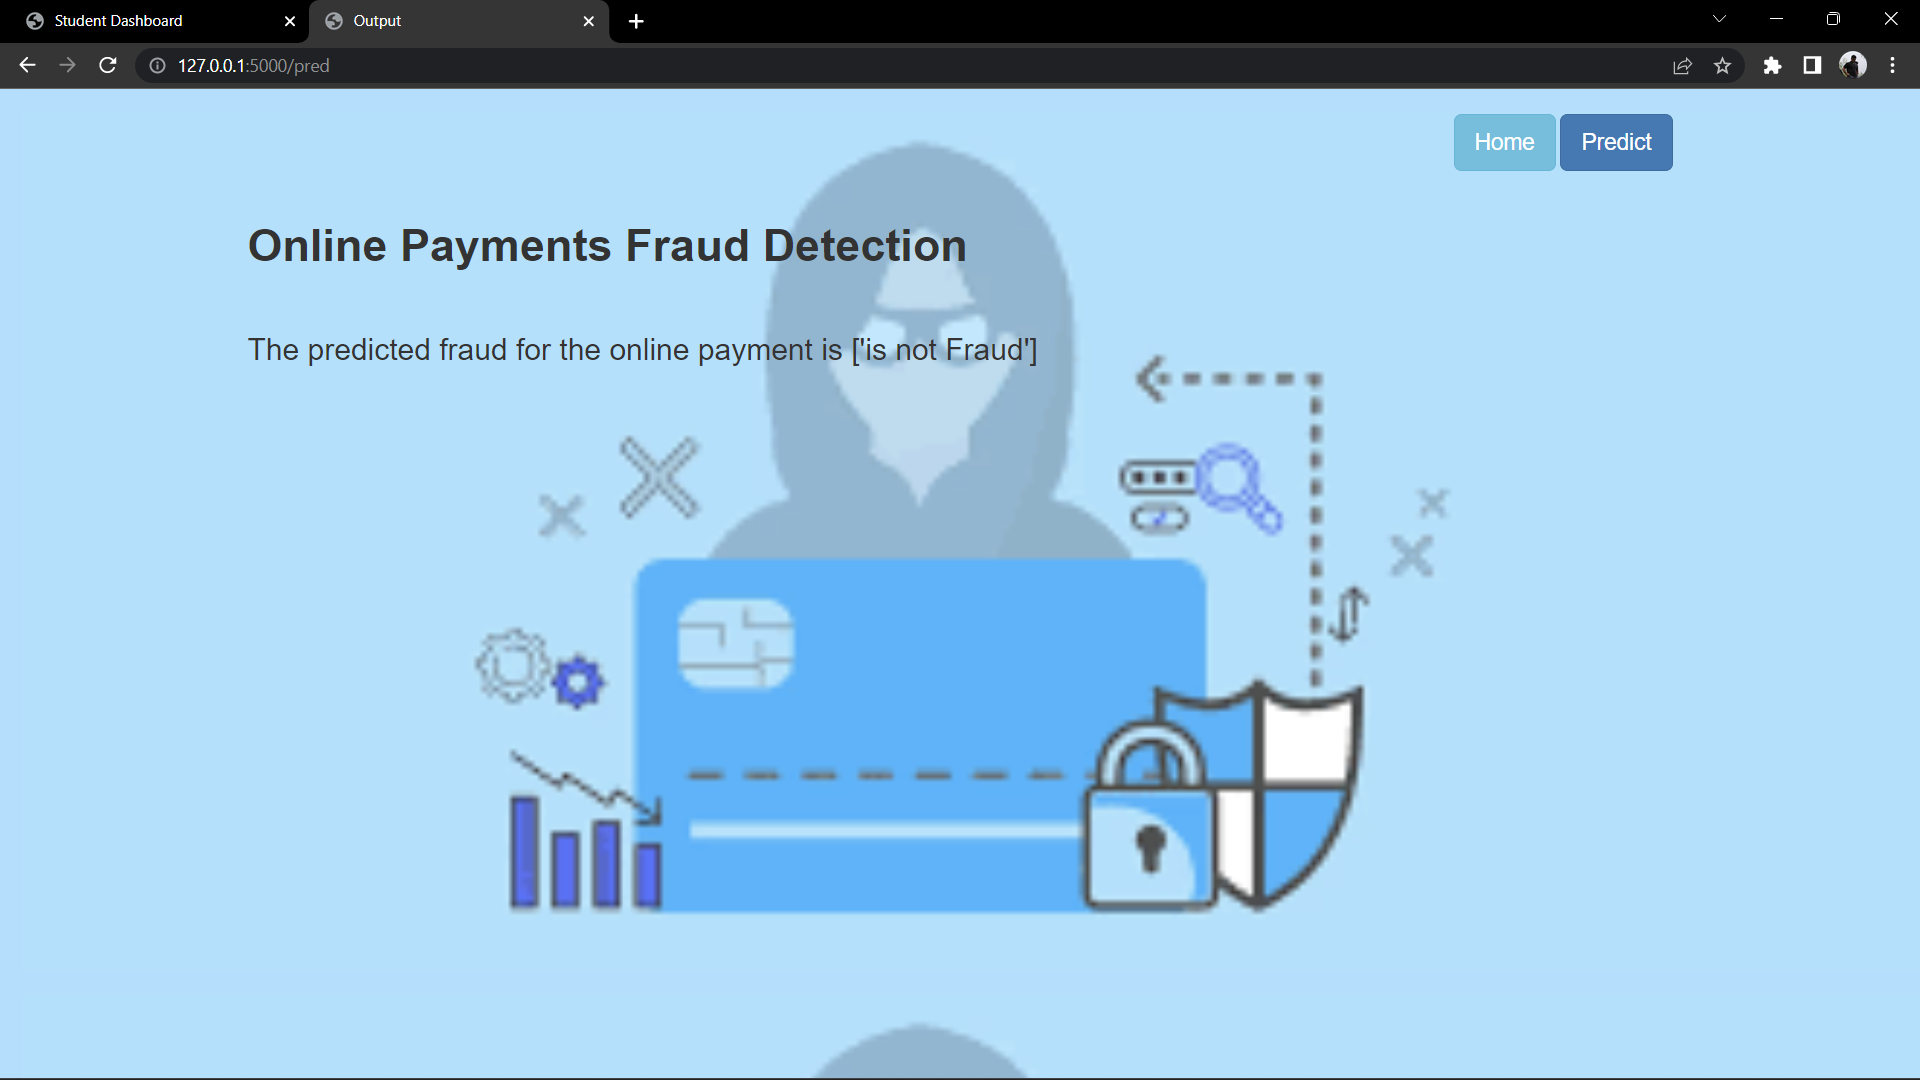 Student Dashboard
Output
127.0.0.1:5000/pred
Home
Predict
Online Payments Fraud Detection
The predicted fraud for the online payment is ['is not Fraud']